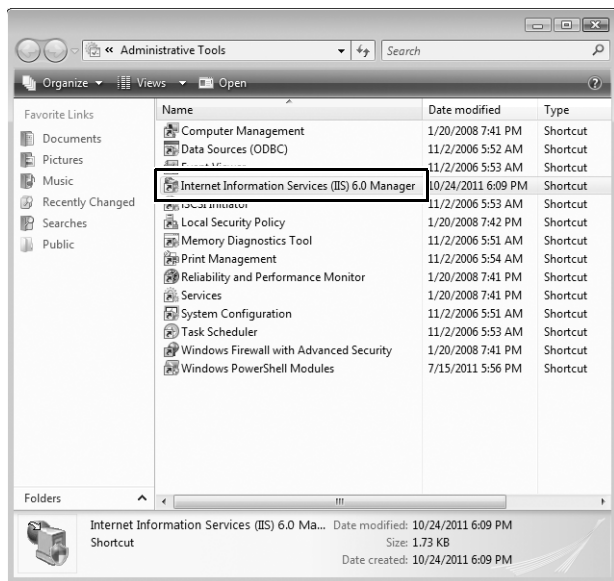 « Administrative Tools
Search
Organize Views Open
Favorite Links
Documents
Pictures
Music
Recently Changed
Searches
Public
Folders
Name Date modified Type
Computer Management 1/20/2008 7:41 PM Shortcut
Data Sources (ODBC) 11/2/2006 5:52 AM Shortcut
Event Viewer 11/2/2006 5:53 AM Shortcut
Internet Information Services (IIS) 6.0 Manager 10/24/2011 6:09 PM Shortcut
iSCSI Initiator 11/2/2006 5:53 AM Shortcut
Local Security Policy 1/20/2008 7:42 PM Shortcut
Memory Diagnostics Tool 11/2/2006 5:51 AM Shortcut
Print Management 11/2/2006 5:54 AM Shortcut
Reliability and Performance Monitor 1/20/2008 7:41 PM Shortcut
Services 1/20/2008 7:41 PM Shortcut
System Configuration 11/2/2006 5:51 AM Shortcut
Task Scheduler 11/2/2006 5:53 AM Shortcut
Windows Firewall with Advanced Security 1/20/2008 7:41 PM Shortcut
Windows PowerShell Modules 7/15/2011 5:56 PM Shortcut
Internet Information Services (IIS) 6.0 Ma... Date modified: 10/24/2011 6:09 PM
Shortcut Size: 1.73 KB
Date created: 10/24/2011 6:09 PM